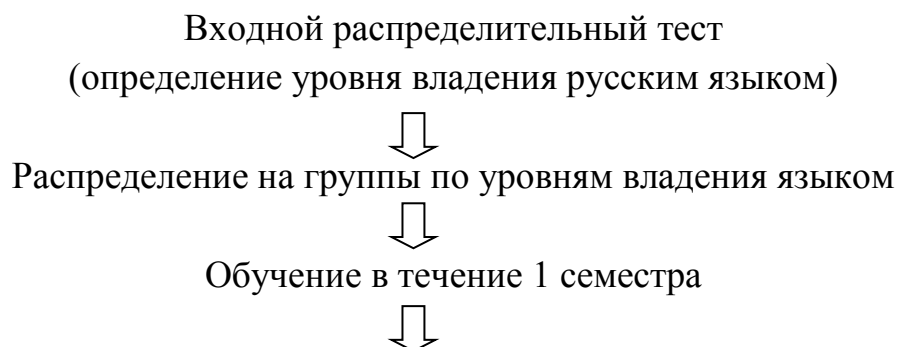 Входной распределительный тест
(определение уровня владения русским языком)
Распределение на группы по уровням владения языком
Обучение в течение 1 семестра